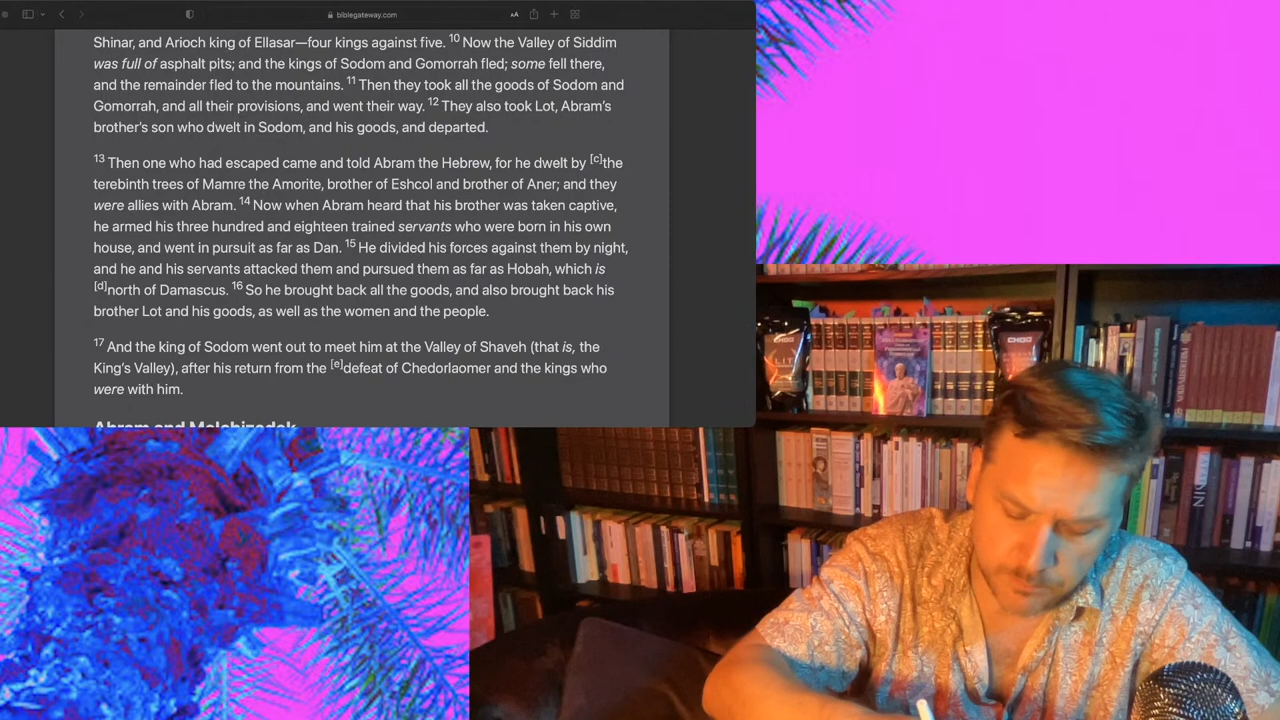 biblegateway.com
AA
Shinar, and Arioch king of Ellasar—four kings against five. 10 Now the Valley of Siddim
was full of asphalt pits; and the kings of Sodom and Gomorrah fled; some fell there,
and the remainder fled to the mountains. 11 Then they took all the goods of Sodom and
Gomorrah, and all their provisions, and went their way. 12 They also took Lot, Abram’s
brother’s son who dwelt in Sodom, and his goods, and departed.
13 Then one who had escaped came and told Abram the Hebrew, for he dwelt by [c]the
terebinth trees of Mamre the Amorite, brother of Eshcol and brother of Aner; and they
were allies with Abram. 14 Now when Abram heard that his brother was taken captive,
he armed his three hundred and eighteen trained servants who were born in his own
house, and went in pursuit as far as Dan. 15 He divided his forces against them by night,
and he and his servants attacked them and pursued them as far as Hobah, which is
[d]north of Damascus. 16 So he brought back all the goods, and also brought back his
brother Lot and his goods, as well as the women and the people.
17 And the king of Sodom went out to meet him at the Valley of Shaveh (that is, the
King’s Valley), after his return from the [e]defeat of Chedorlaomer and the kings who
were with him.
Abram and Melchizedek
CHOQ
CHOQ